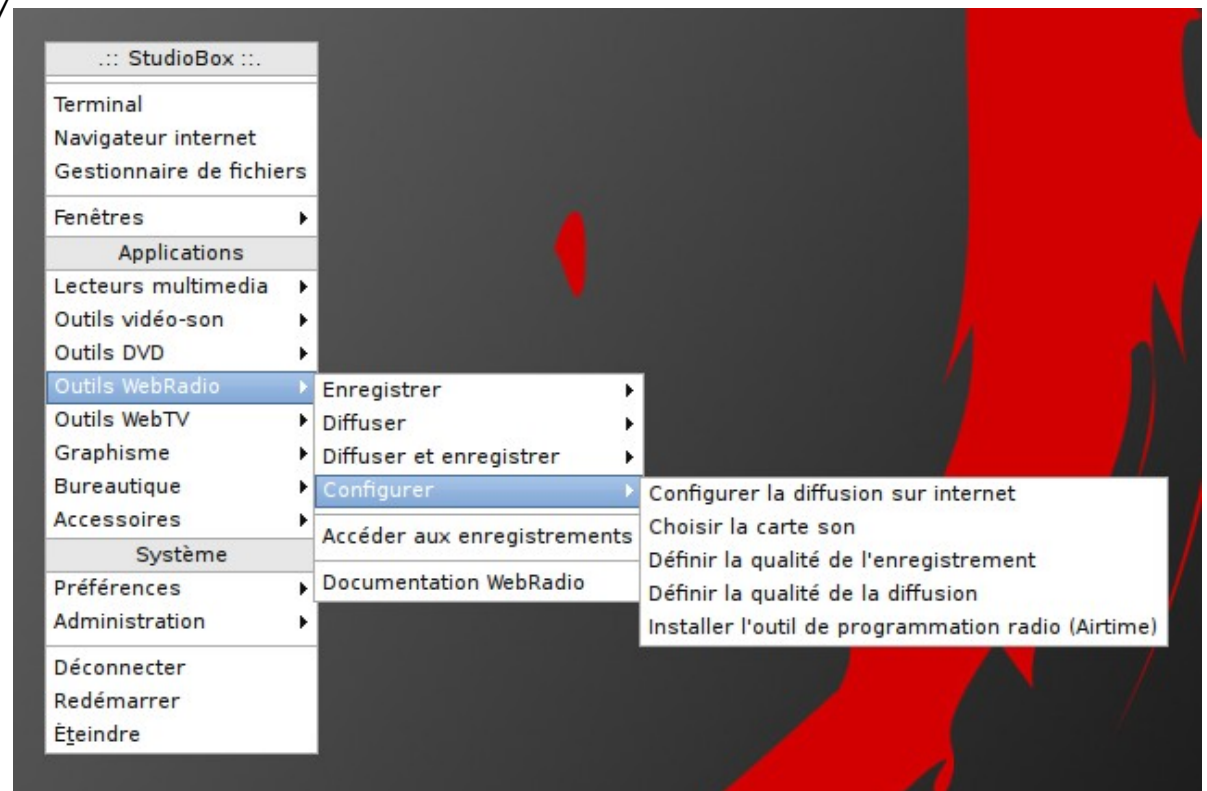 .:: StudioBox ::.
Terminal
Navigateur internet
Gestionnaire de fichiers
Fenêtres
Applications
Lecteurs multimedia
Outils vidéo-son
Outils DVD
Outils WebRadio
Outils WebTV
Graphisme
Bureautique
Accessoires
Système
Préférences
Administration
Déconnecter
Redémarrer
Éteindre
Enregistrer
Diffuser
Diffuser et enregistrer
Configurer
Accéder aux enregistrements
Documentation WebRadio
Configurer la diffusion sur internet
Choisir la carte son
Définir la qualité de l'enregistrement
Définir la qualité de la diffusion
Installer l'outil de programmation radio (Airtime)